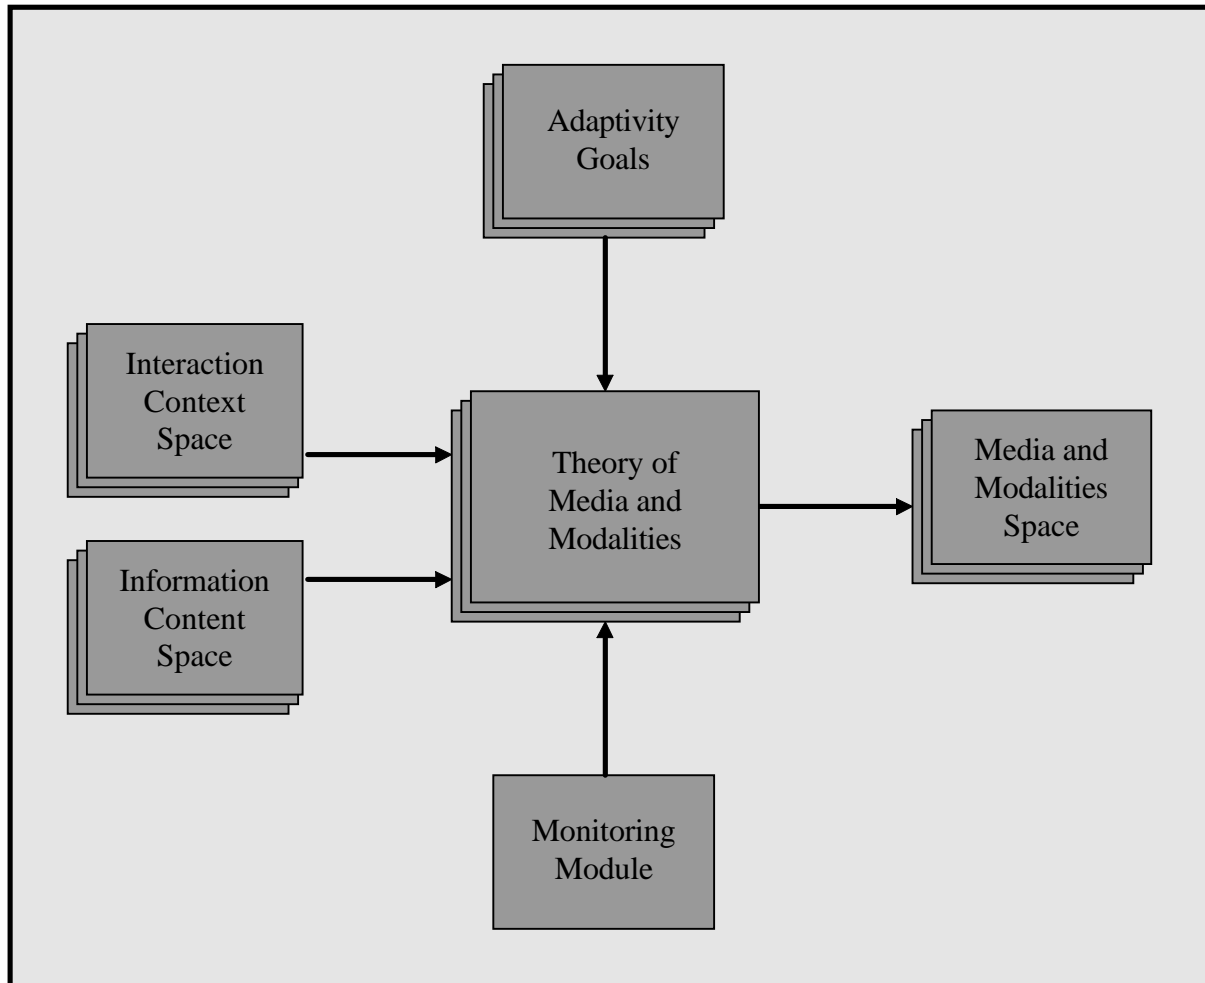 Adaptivity
Goals
Interaction
Context
Space
Theory of
Media and
Modalities
Media and
Modalities
Space
Information
Content
Space
Monitoring
Module